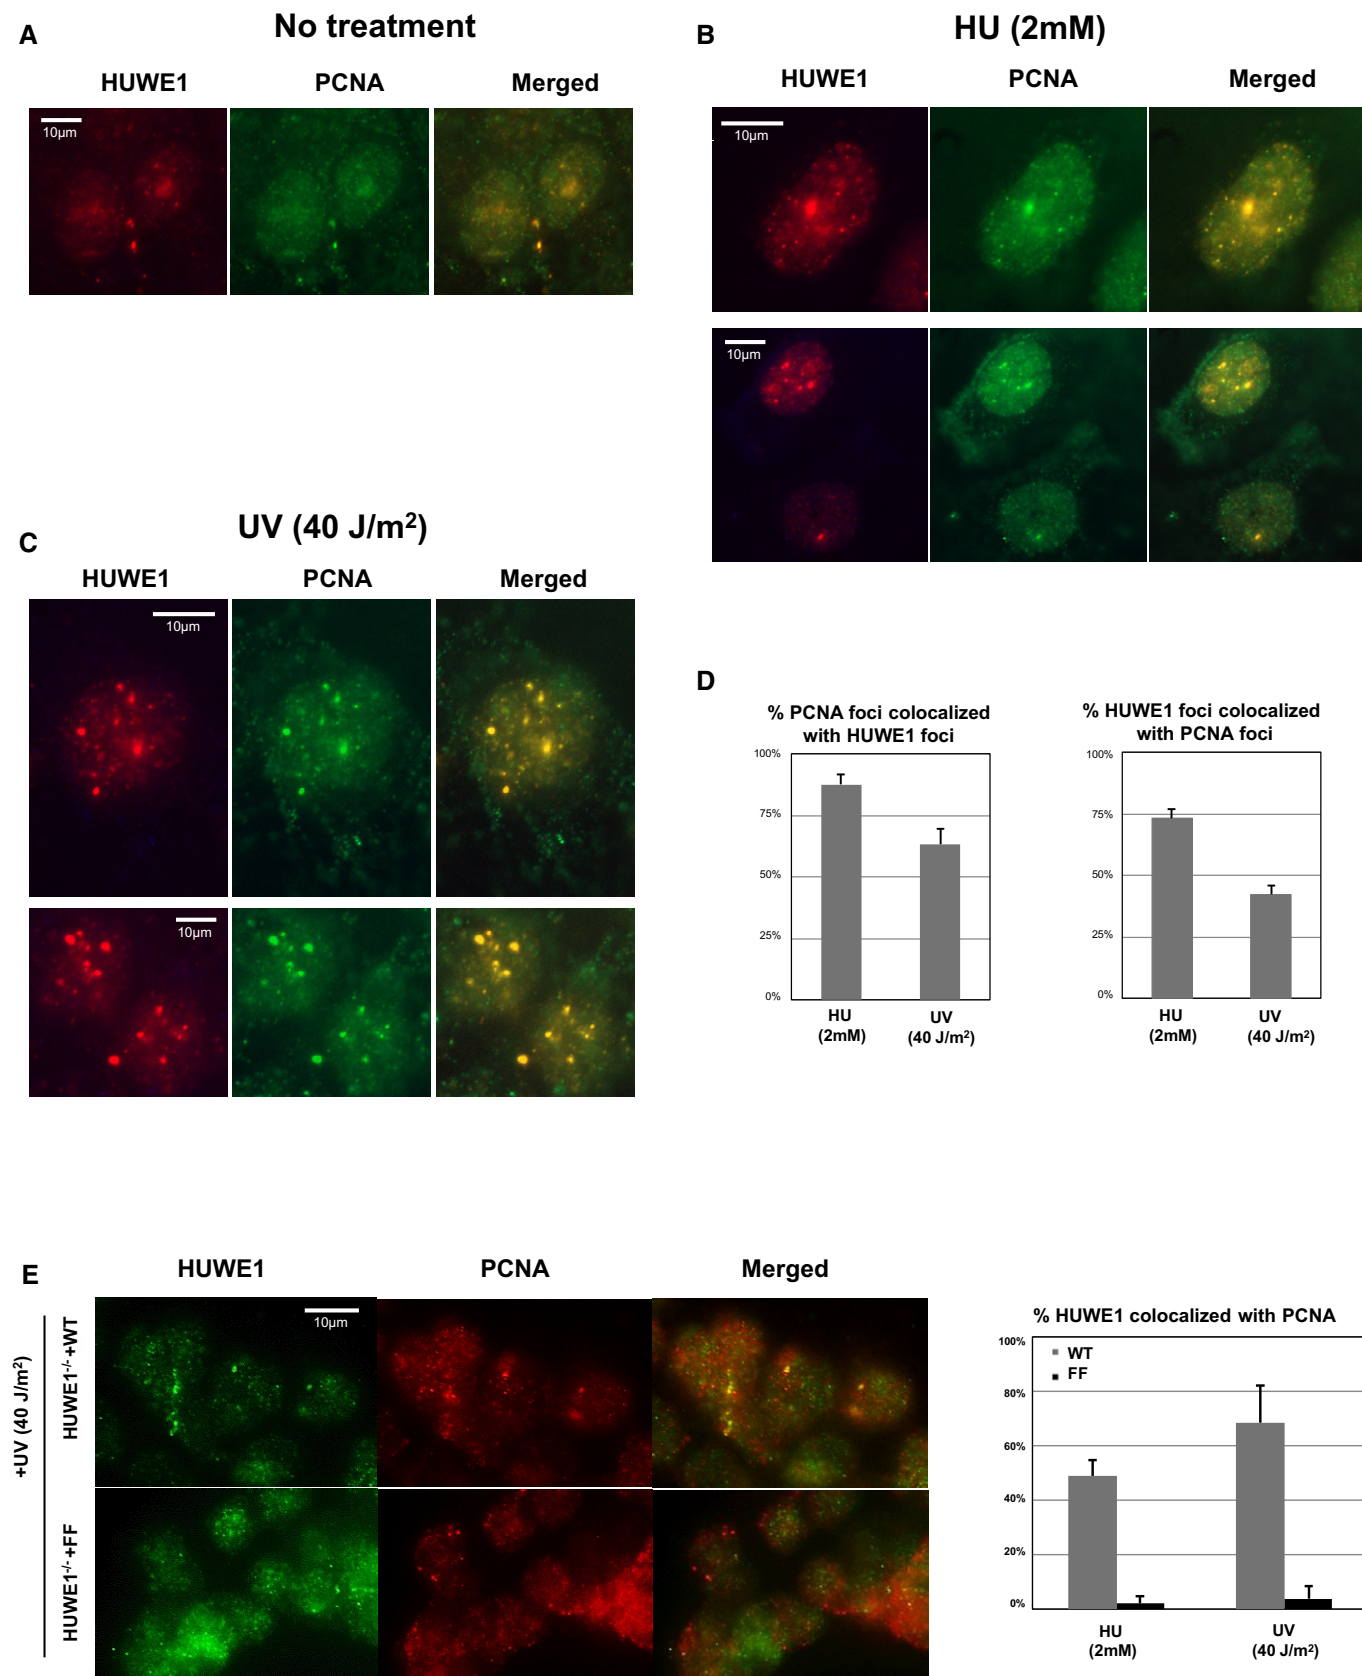 A
No treatment
HUWE1 PCNA Merged
10µm
B
HU (2mM)
HUWE1 PCNA Merged
10µm
10µm
C
UV (40 J/m²)
HUWE1 PCNA Merged
10µm
10µm
D
% PCNA foci colocalized
with HUWE1 foci
100%
75%
50%
25%
0%
HU
(2mM)
UV
(40 J/m²)
% HUWE1 foci colocalized
with PCNA foci
100%
75%
50%
25%
0%
HU
(2mM)
UV
(40 J/m²)
E
HUWE1 PCNA Merged
+UV (40 J/m²)
HUWE1⁻/⁻+WT
HUWE1⁻/⁻+FF
10µm
% HUWE1 colocalized with PCNA
100%
80%
60%
40%
20%
0%
WT
FF
HU
(2mM)
UV
(40 J/m²)